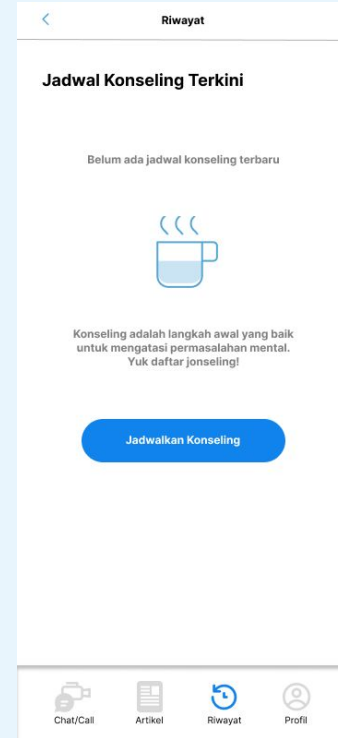 Riwayat
Jadwal Konseling Terkini
Belum ada jadwal konseling terbaru
Konseling adalah langkah awal yang baik
untuk mengatasi permasalahan mental.
Yuk daftar jonseling!
Jadwalkan Konseling
Chat/Call
Artikel
Riwayat
Profil